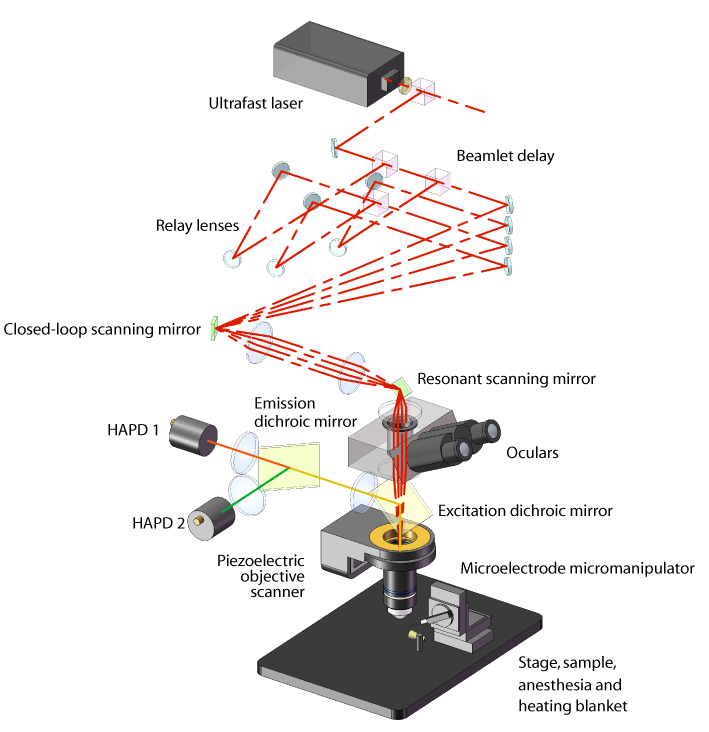 Ultrafast laser
Beamlet delay
Relay lenses
Closed-loop scanning mirror
Resonant scanning mirror
Emission
dichroic mirror
HAPD 1
Oculars
HAPD 2
Excitation dichroic mirror
Piezoelectric
objective
scanner
Microelectrode micromanipulator
Stage, sample,
anesthesia and
heating blanket